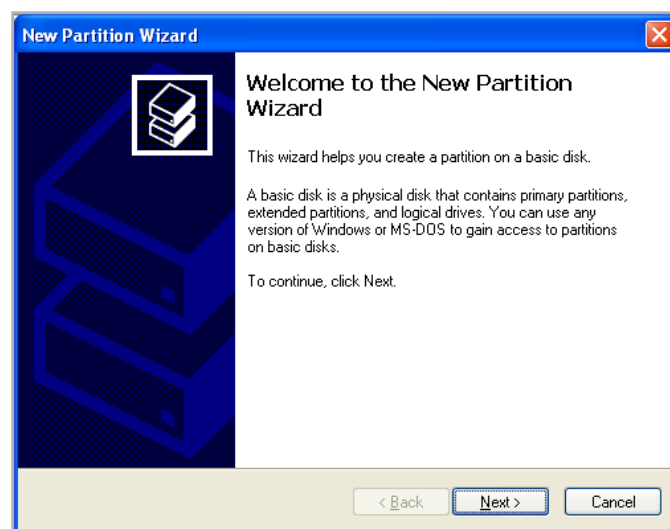 New Partition Wizard
Welcome to the New Partition
Wizard
This wizard helps you create a partition on a basic disk.
A basic disk is a physical disk that contains primary partitions,
extended partitions, and logical drives. You can use any
version of Windows or MS-DOS to gain access to partitions
on basic disks.
To continue, click Next.
< Back
Next >
Cancel